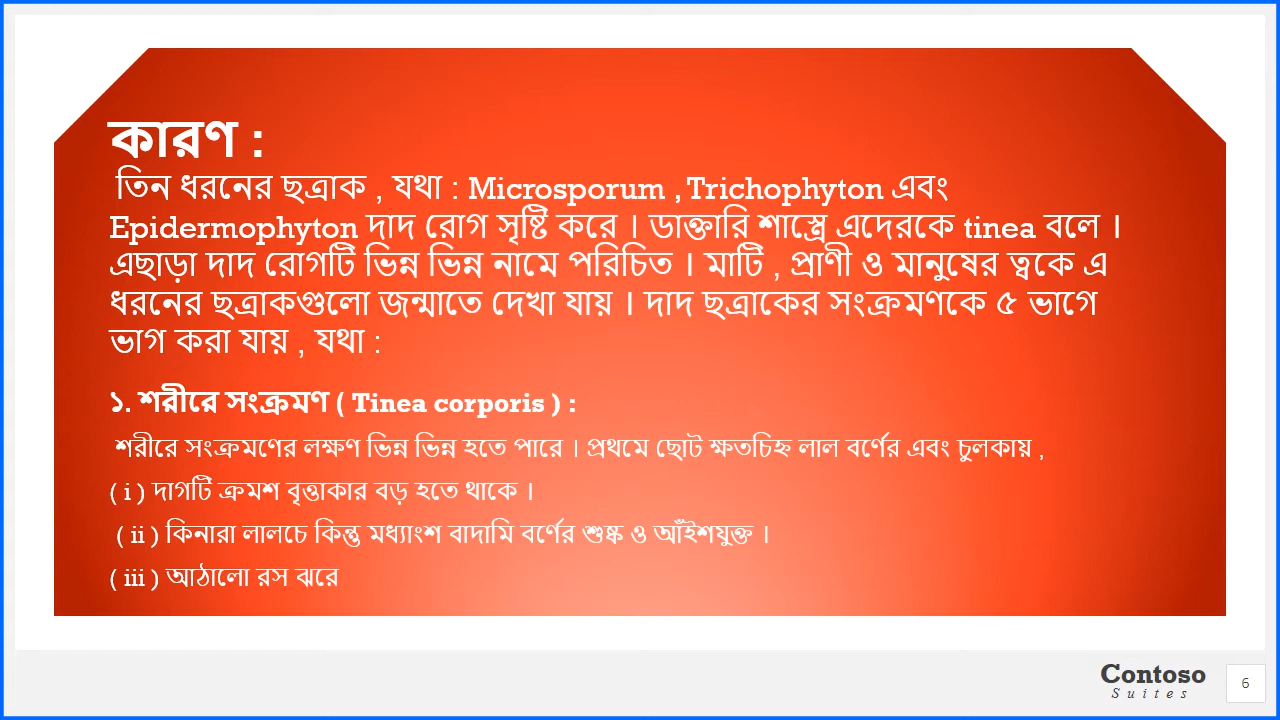 কারণ :
তিন ধরনের ছত্রাক , যথা : Microsporum , Trichophyton এবং
Epidermophyton দাদ রোগ সৃষ্টি করে । ডাক্তারি শাস্ত্রে এদেরকে tinea বলে ।
এছাড়া দাদ রোগটি ভিন্ন ভিন্ন নামে পরিচিত । মাটি , প্রাণী ও মানুষের ত্বকে এ
ধরনের ছত্রাকগুলো জন্মাতে দেখা যায় । দাদ ছত্রাকের সংক্রমণকে ৫ ভাগে
ভাগ করা যায় , যথা :
১. শরীরে সংক্রমণ ( Tinea corporis ) :
শরীরে সংক্রমণের লক্ষণ ভিন্ন ভিন্ন হতে পারে । প্রথমে ছোট ক্ষতচিহ্ন লাল বর্ণের এবং চুলকায় ,
( i ) দাগটি ক্রমশ বৃত্তাকার বড় হতে থাকে ।
( ii ) কিনারা লালচে কিন্তু মধ্যাংশ বাদামি বর্ণের শুষ্ক ও আঁইশযুক্ত ।
( iii ) আঠালো রস ঝরে
Contoso
Suites
6